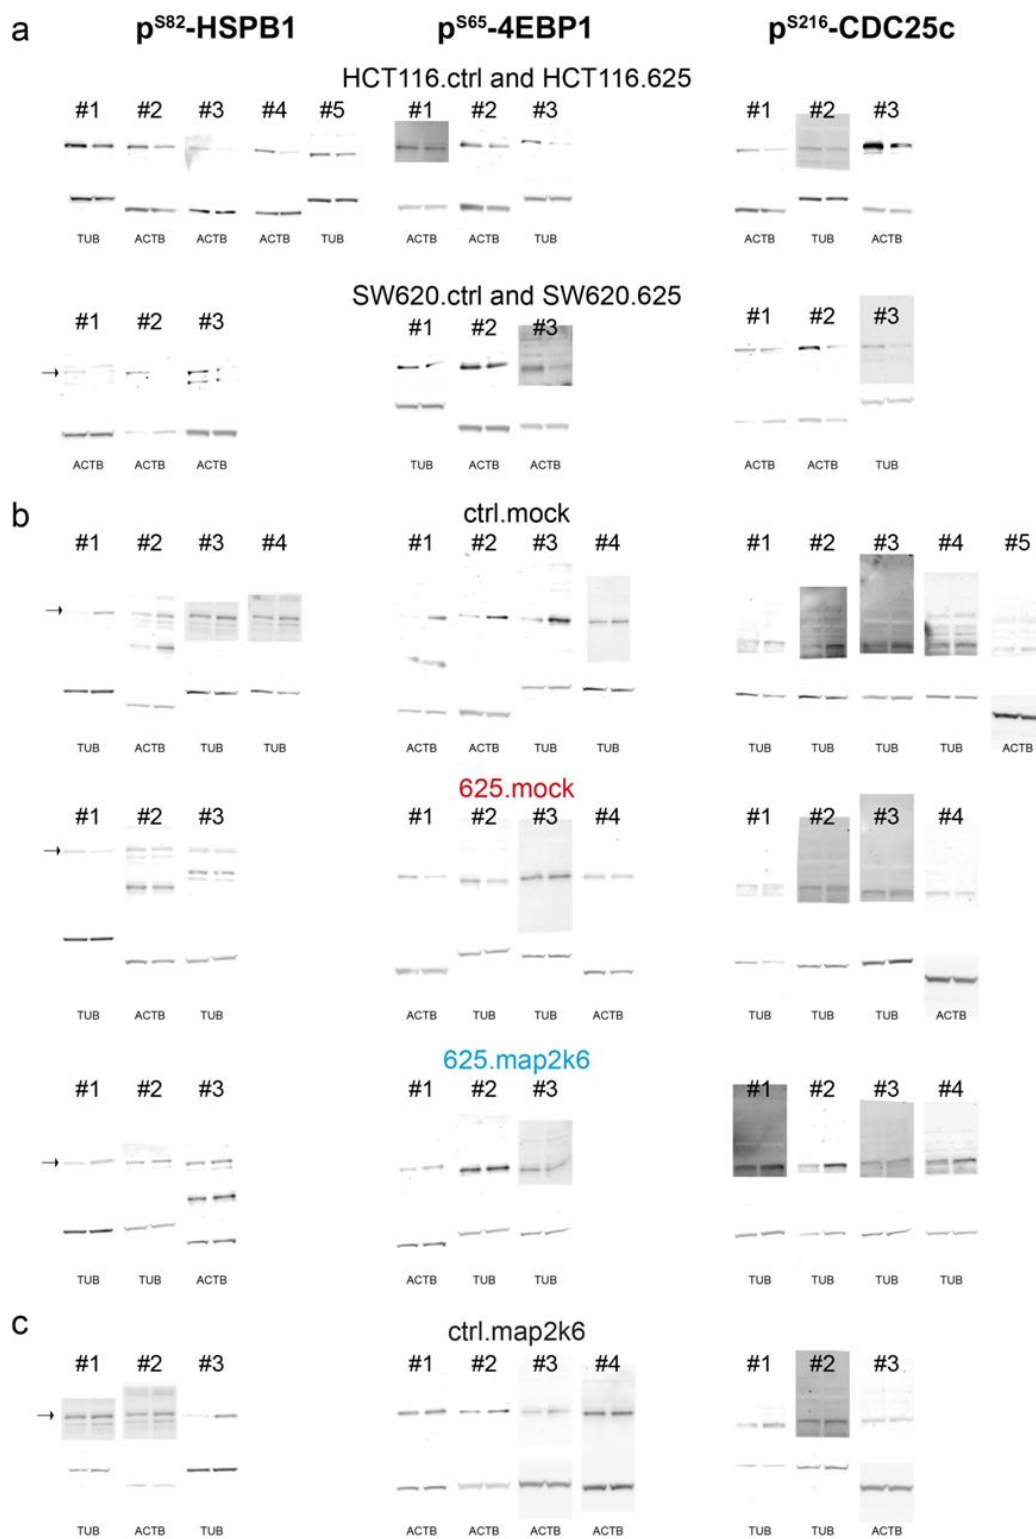 a pS82-HSPB1 pS65-4EBP1 pS216-CDC25c
HCT116.ctrl and HCT116.625
#1 #2 #3 #4 #5 #1 #2 #3 #1 #2 #3
TUB ACTB ACTB ACTB TUB ACTB ACTB TUB ACTB TUB ACTB
SW620.ctrl and SW620.625
#1 #2 #3 #1 #2 #3 #1 #2 #3
ACTB ACTB ACTB TUB ACTB ACTB ACTB ACTB TUB
b ctrl.mock
#1 #2 #3 #4 #1 #2 #3 #4 #1 #2 #3 #4 #5
TUB ACTB TUB TUB ACTB ACTB TUB TUB TUB TUB TUB TUB ACTB
625.mock
#1 #2 #3 #1 #2 #3 #4 #1 #2 #3 #4
TUB ACTB TUB ACTB TUB TUB ACTB TUB TUB TUB ACTB
625.map2k6
#1 #2 #3 #1 #2 #3 #1 #2 #3 #4
TUB TUB ACTB ACTB TUB TUB TUB TUB TUB TUB
c ctrl.map2k6
#1 #2 #3 #1 #2 #3 #4 #1 #2 #3
TUB ACTB TUB ACTB ACTB ACTB ACTB TUB TUB ACTB